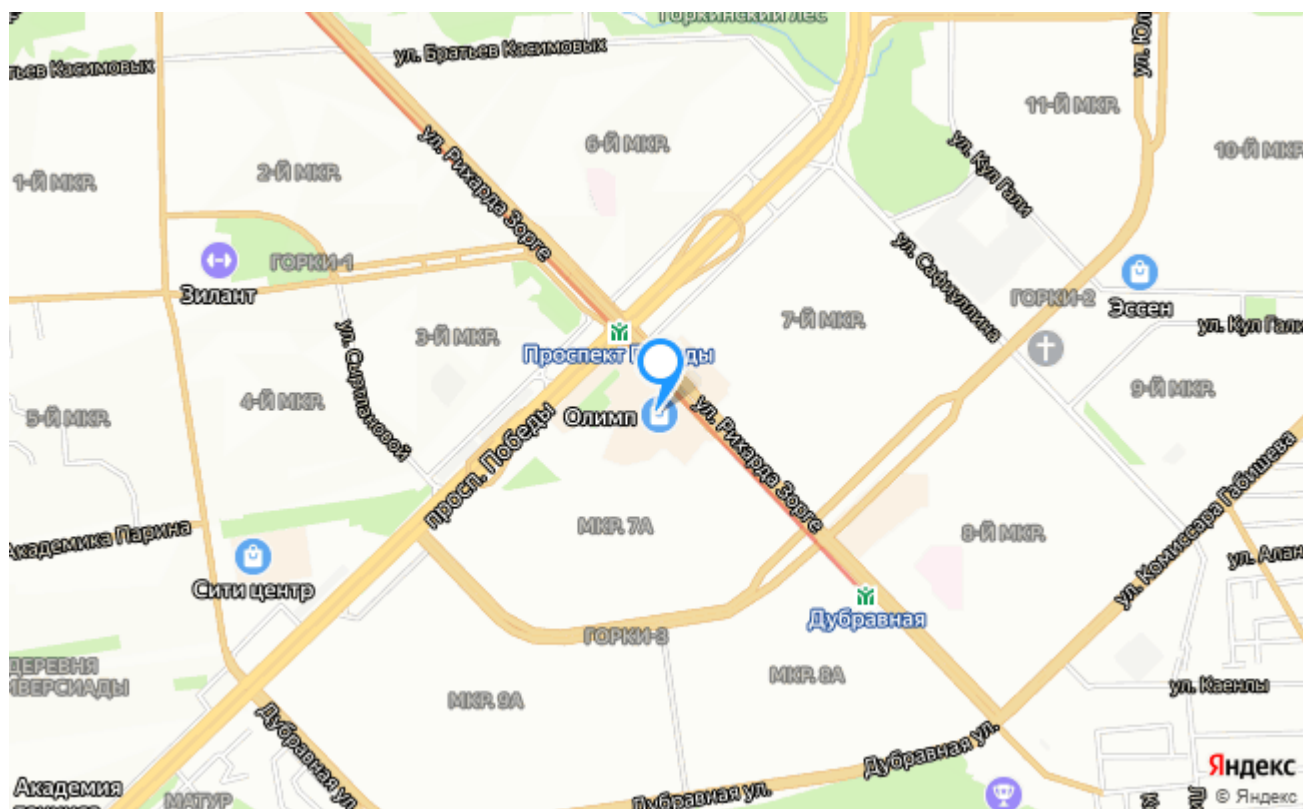 Горкинский Лес
ул. Братьев Касимовых
Касимовых
11-Й МКР.
6-Й МКР.
ул. Кул Гали
10-Й МКР.
2-Й МКР.
1-Й МКР.
ул. Рихарда Зорге
ул. Сафиуллина
ГОРКИ-1
Зилант
ГОРКИ-2
Эссен
7-Й МКР.
ул. Кул Гали
ул. Сыртлановой
3-Й МКР.
Проспект
4-Й МКР.
9-Й МКР.
5-Й МКР.
Олимп
ул. Рихарда Зорге
просп. Победы
ул. Комиссара Габишева
Академика Парина
МКР. 7А
8-Й МКР.
ул.
Сити центр
Дубравная
ГОРКИ-3
ДЕРЕВНЯ
МКР. 8А
МКР. 9А
ул. Каенлы
Дубравная ул.
Дубравная ул.
Дубравная ул.
Академия
Яндекс
© Яндекс